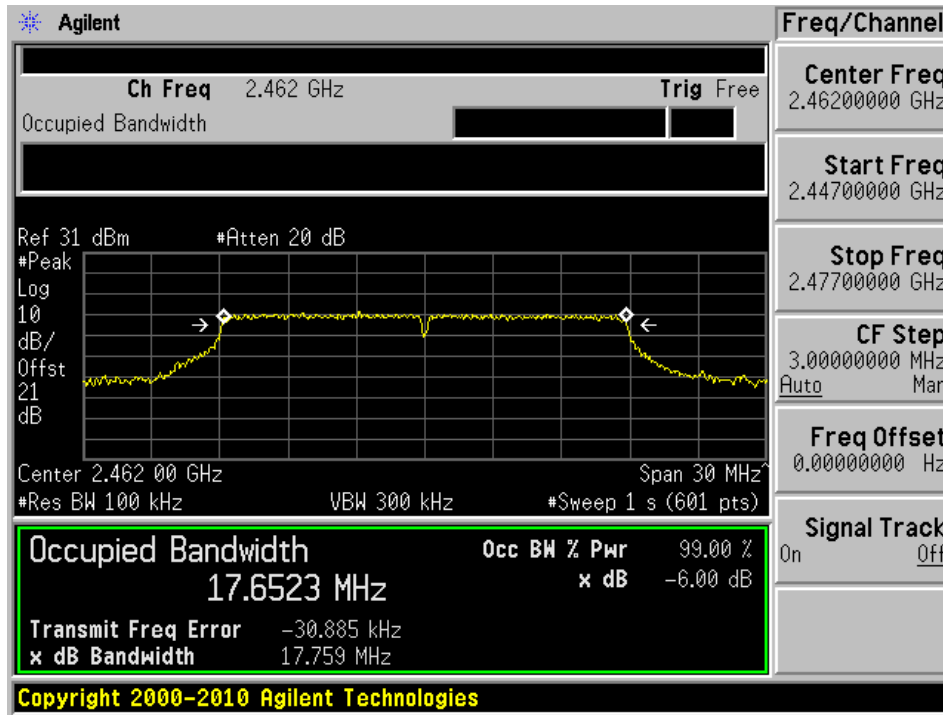 Agilent
Freq/Channel
Ch Freq 2.462 GHz Trig Free
Occupied Bandwidth
Center Freq
2.46200000 GHz
Start Freq
2.44700000 GHz
Stop Freq
2.47700000 GHz
CF Step
3.00000000 MHz
Auto Man
Freq Offset
0.00000000 Hz
Signal Track
On Off
Ref 31 dBm #Atten 20 dB
#Peak
Log
10
dB/
Offst
21
dB
Center 2.462 00 GHz Span 30 MHz^
#Res BW 100 kHz VBW 300 kHz #Sweep 1 s (601 pts)
Occupied Bandwidth
17.6523 MHz
Occ BW % Pwr 99.00 %
x dB -6.00 dB
Transmit Freq Error -30.885 kHz
x dB Bandwidth 17.759 MHz
Copyright 2000-2010 Agilent Technologies